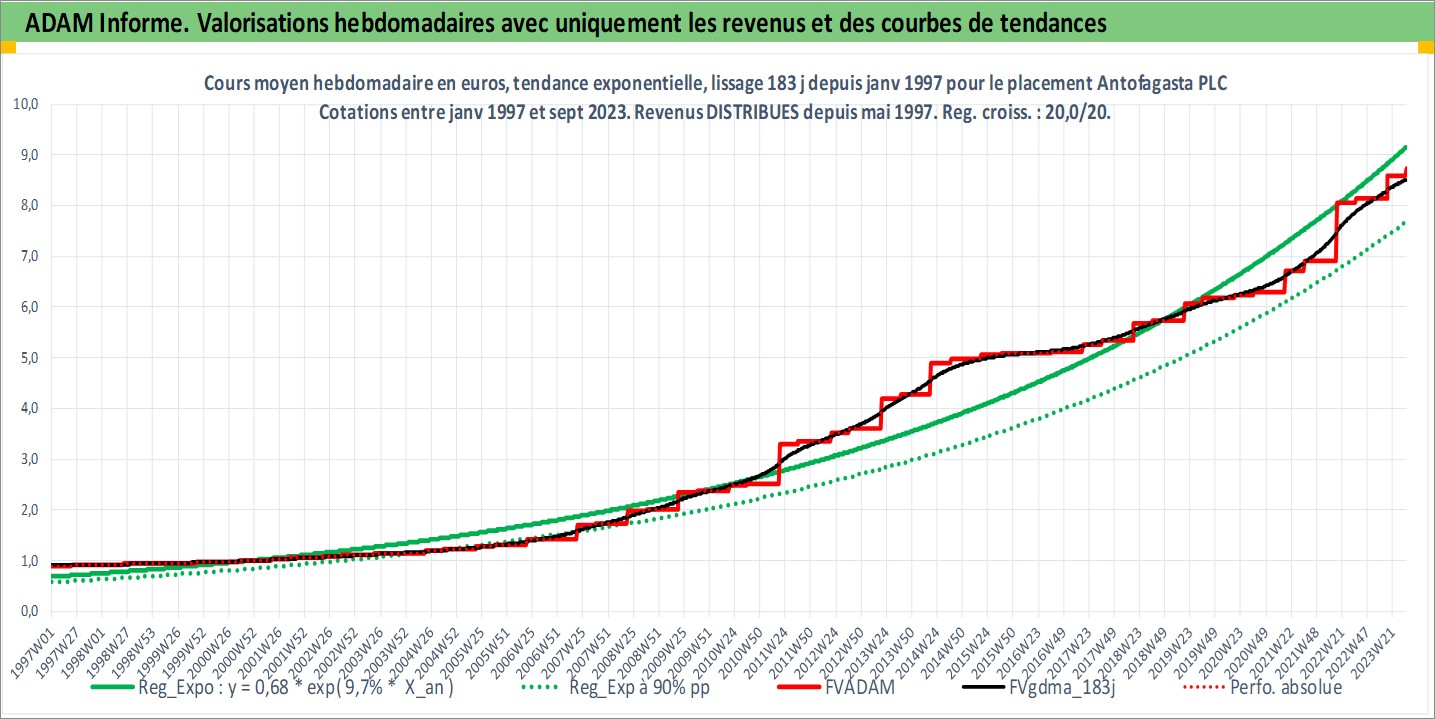 ADAM Informe. Valorisations hebdomadaires avec uniquement les revenus et des courbes de tendances
Cours moyen hebdomadaire en euros, tendance exponentielle, lissage 183 j depuis janv 1997 pour le placement Antofagasta PLC
Cotations entre janv 1997 et sept 2023. Revenus DISTRIBUES depuis mai 1997. Reg. croiss. : 20,0/20.
10,0
9,0
8,0
7,0
6,0
5,0
4,0
3,0
2,0
1,0
0,0
1997W01
1997W27
1998W01
1998W27
1998W53
1999W26
1999W52
2000W26
2000W52
2001W26
2001W52
2002W26
2002W52
2003W26
2003W52
2004W26
2004W52
2005W25
2005W51
2006W25
2006W51
2007W25
2007W51
2008W25
2008W51
2009W25
2009W51
2010W24
2010W50
2011W24
2011W50
2012W24
2012W50
2013W24
2013W50
2014W24
2014W50
2015W24
2015W50
2016W23
2016W49
2017W23
2017W49
2018W23
2018W49
2019W23
2019W49
2020W23
2020W49
2021W22
2021W48
2022W21
2022W47
2023W21
Reg_Expo : y = 0,68 * exp( 9,7% * X_an )
Reg_Exp à 90% pp
FVADAM
FVgdma_183j
Perfo. absolue